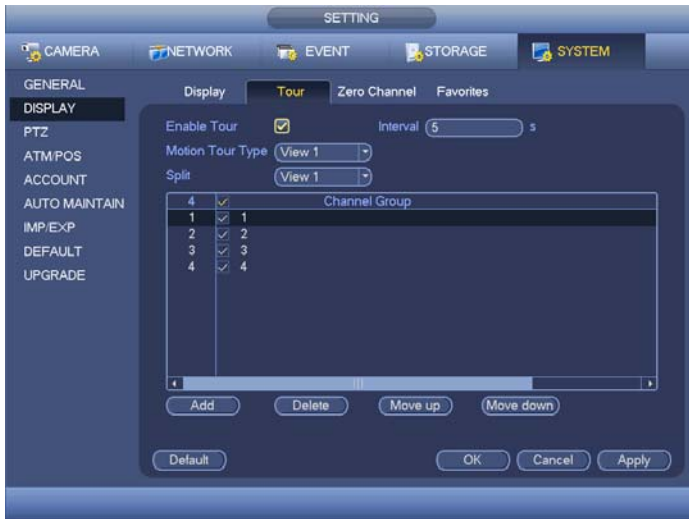 SETTING
CAMERA NETWORK EVENT STORAGE SYSTEM
GENERAL
DISPLAY
PTZ
ATM/POS
ACCOUNT
AUTO MAINTAIN
IMP/EXP
DEFAULT
UPGRADE
Display Tour Zero Channel Favorites
Enable Tour Interval 5 s
Motion Tour Type View 1
Split View 1
4 Channel Group
1 1
2 2
3 3
4 4
Add Delete Move up Move down
Default OK Cancel Apply